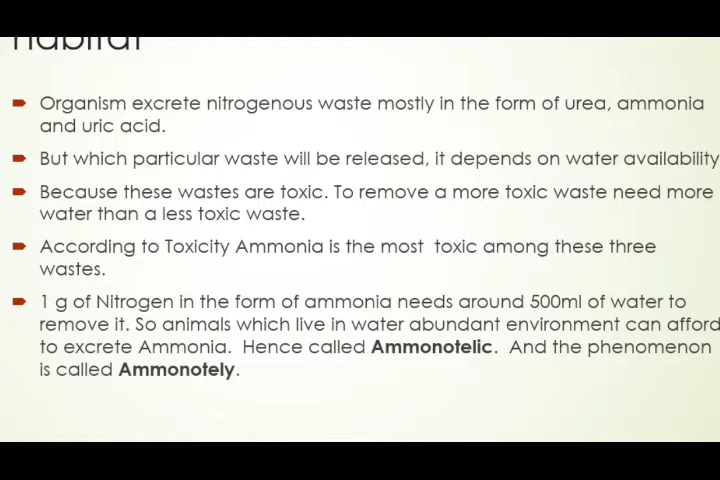 habitat
Organism excrete nitrogenous waste mostly in the form of urea, ammonia
and uric acid.
But which particular waste will be released, it depends on water availability
Because these wastes are toxic. To remove a more toxic waste need more
water than a less toxic waste.
According to Toxicity Ammonia is the most toxic among these three
wastes.
1 g of Nitrogen in the form of ammonia needs around 500ml of water to
remove it. So animals which live in water abundant environment can afford
to excrete Ammonia. Hence called Ammonotelic. And the phenomenon
is called Ammonotely.